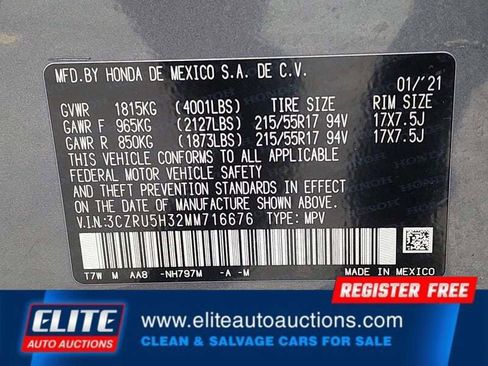 MFD.BY HONDA DE MEXICO S.A. DE C.V.
01/'21
GVWR 1815KG (4001LBS) TIRE SIZE RIM SIZE
GAWR F 965KG (2127LBS) 215/55R17 94V 17X7.5J
GAWR R 850KG (1873LBS) 215/55R17 94V 17X7.5J
THIS VEHICLE CONFORMS TO ALL APPLICABLE
FEDERAL MOTOR VEHICLE SAFETY
STANDARDS IN EFFECT
ON THE DATE OF MANUFACTURE SHOWN ABOVE.
V.I.N:3CZRU5H32MM716676 TYPE: MPV
T7W M AA8 -NH797M -A -M
MADE IN MEXICO
REGISTER FREE
ELITE
AUTO AUCTIONS
www.eliteautoauctions.com
CLEAN & SALVAGE CARS FOR SALE